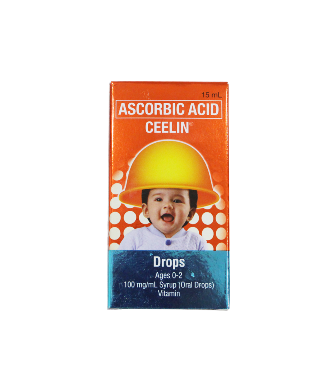 15 mL
ASCORBIC ACID
CEELIN®
Drops
Ages 0-2
100 mg/mL Syrup (Oral Drops)
Vitamin